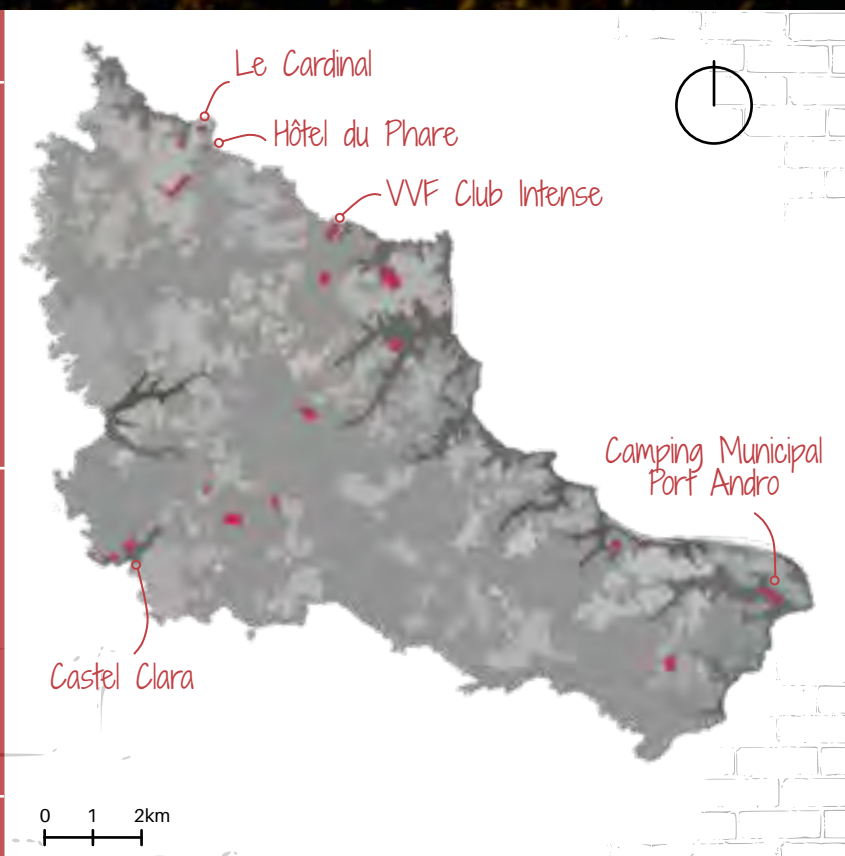 Le Cardinal
Hôtel du Phare
VVF Club Intense
Camping Municipal
Port Andro
Castel Clara
0 1 2km